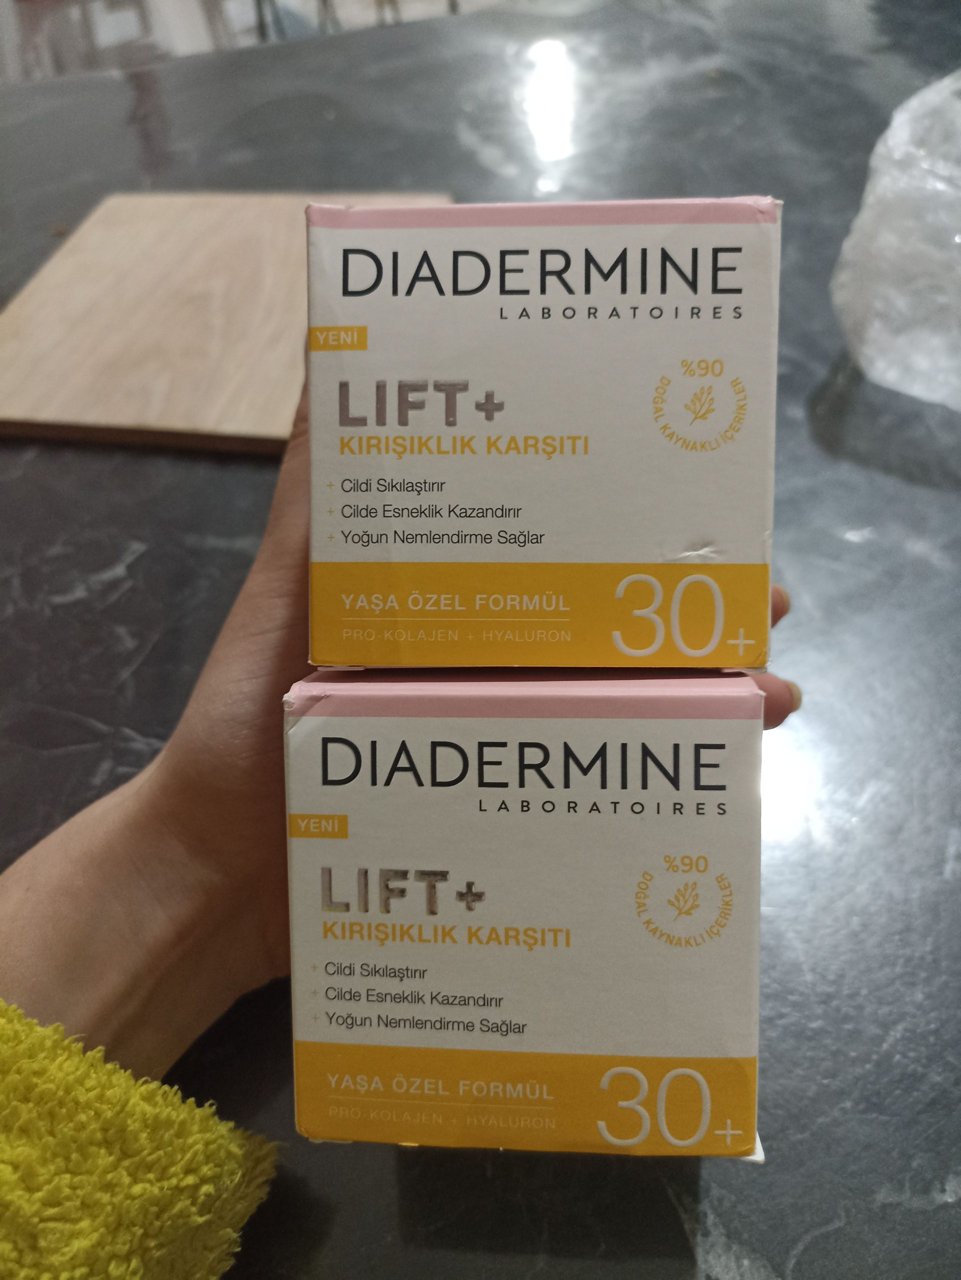 DIADERMINE
LABORATOIRES
YENİ
LIFT+
KIRIŞIKLIK KARŞITI
%90
DOĞAL KAYNAKLI İÇERİKLER
+ Cildi Sıkılaştırır
+ Cilde Esneklik Kazandırır
+ Yoğun Nemlendirme Sağlar
YAŞA ÖZEL FORMÜL
PRO-KOLAJEN + HYALURON
30+
DIADERMINE
LABORATOIRES
YENİ
LIFT+
KIRIŞIKLIK KARŞITI
%90
DOĞAL KAYNAKLI İÇERİKLER
+ Cildi Sıkılaştırır
+ Cilde Esneklik Kazandırır
+ Yoğun Nemlendirme Sağlar
YAŞA ÖZEL FORMÜL
PRO-KOLAJEN + HYALURON
30+